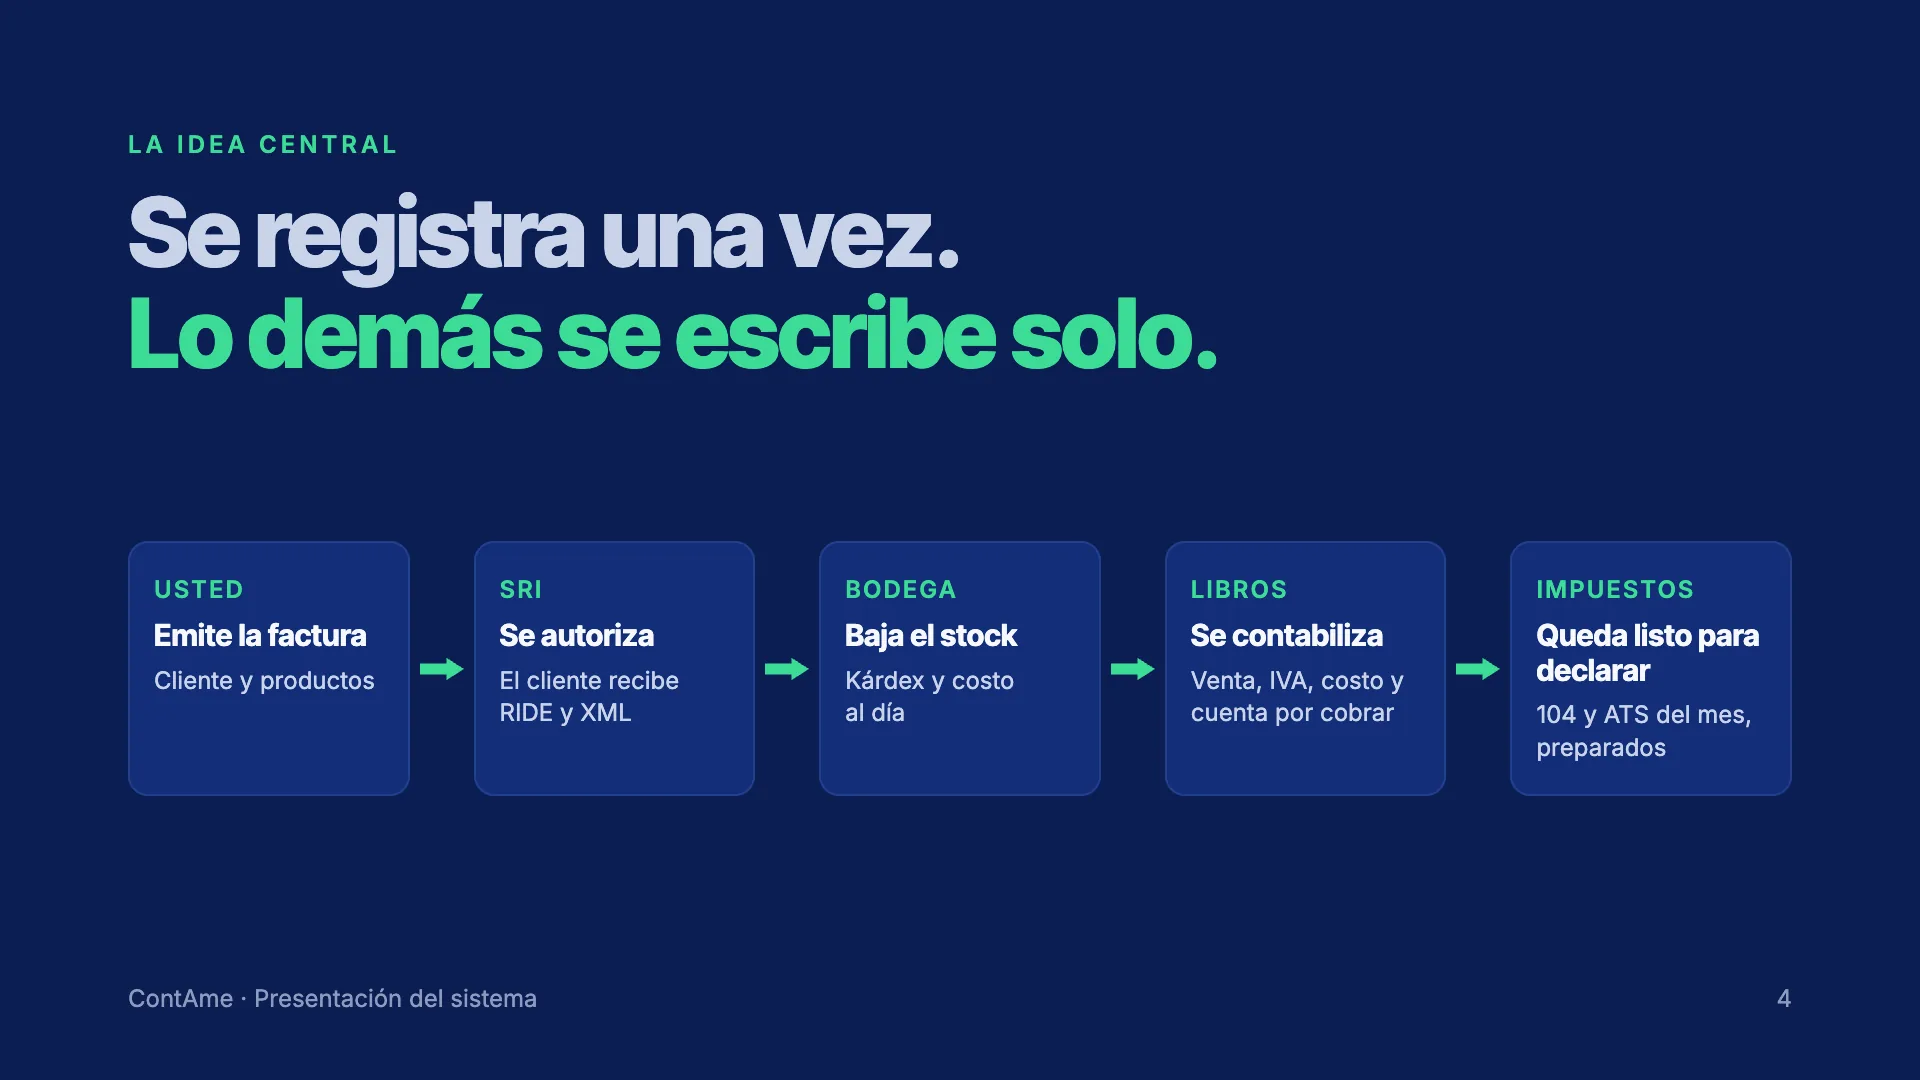 LA IDEA CENTRAL
Se registra una vez.
Lo demás se escribe solo.
USTED
Emite la factura
Cliente y productos
SRI
Se autoriza
El cliente recibe
RIDE y XML
BODEGA
Baja el stock
Kárdex y costo
al día
LIBROS
Se contabiliza
Venta, IVA, costo y
cuenta por cobrar
IMPUESTOS
Queda listo para
declarar
104 y ATS del mes,
preparados
ContAme · Presentación del sistema
4